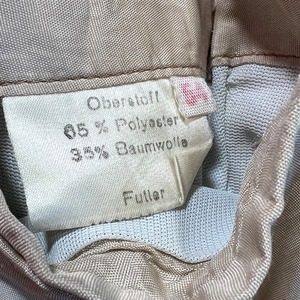 Oberstoff
65 % Polyester
35% Baumwolle
Futter